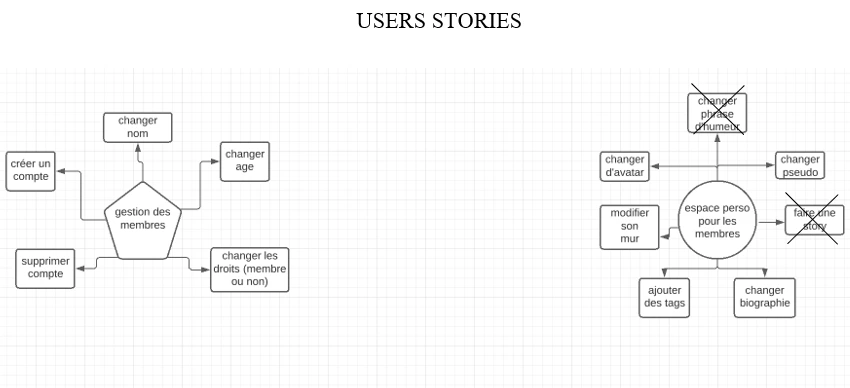 USERS STORIES
changer
nom
créer un
compte
changer
age
gestion des
membres
supprimer
compte
changer les
droits (membre
ou non)
changer
phrase
d'humeur
changer
d'avatar
changer
pseudo
espace perso
pour les
membres
modifier
son
mur
faire une
story
ajouter
des tags
changer
biographie